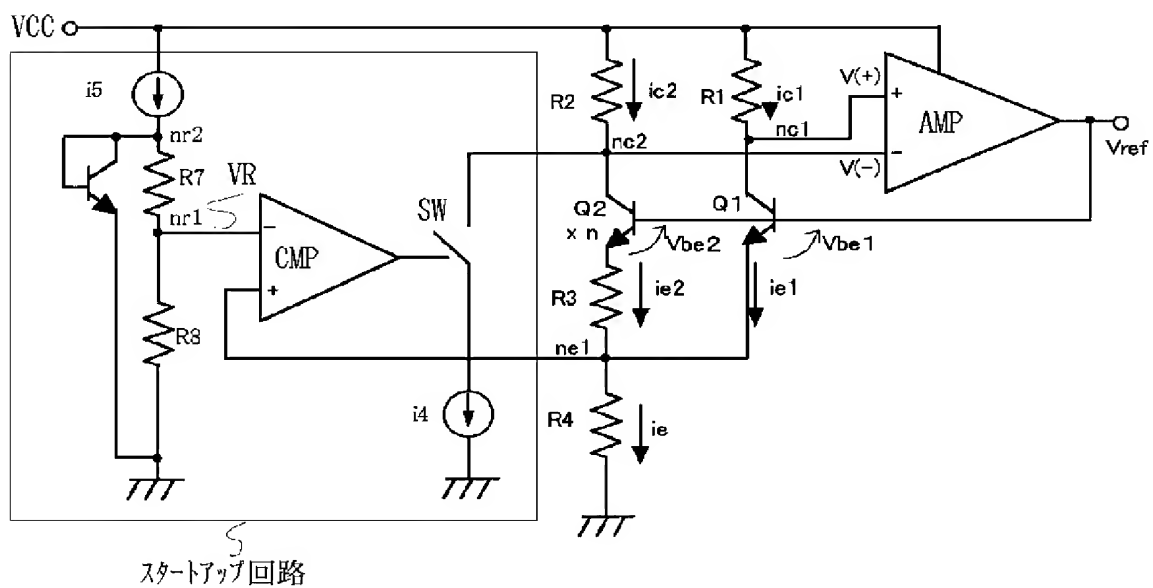 VCC
i5
nr2
R7
VR
nr1
CMP
−
+
R8
SW
i4
R2
ic2
nc2
R1
ic1
nc1
V(+)
V(-)
+
−
AMP
Vref
Q2
x n
Vbe2
Q1
Vbe1
R3
ie2
ie1
ne1
R4
ie
スタートアップ回路